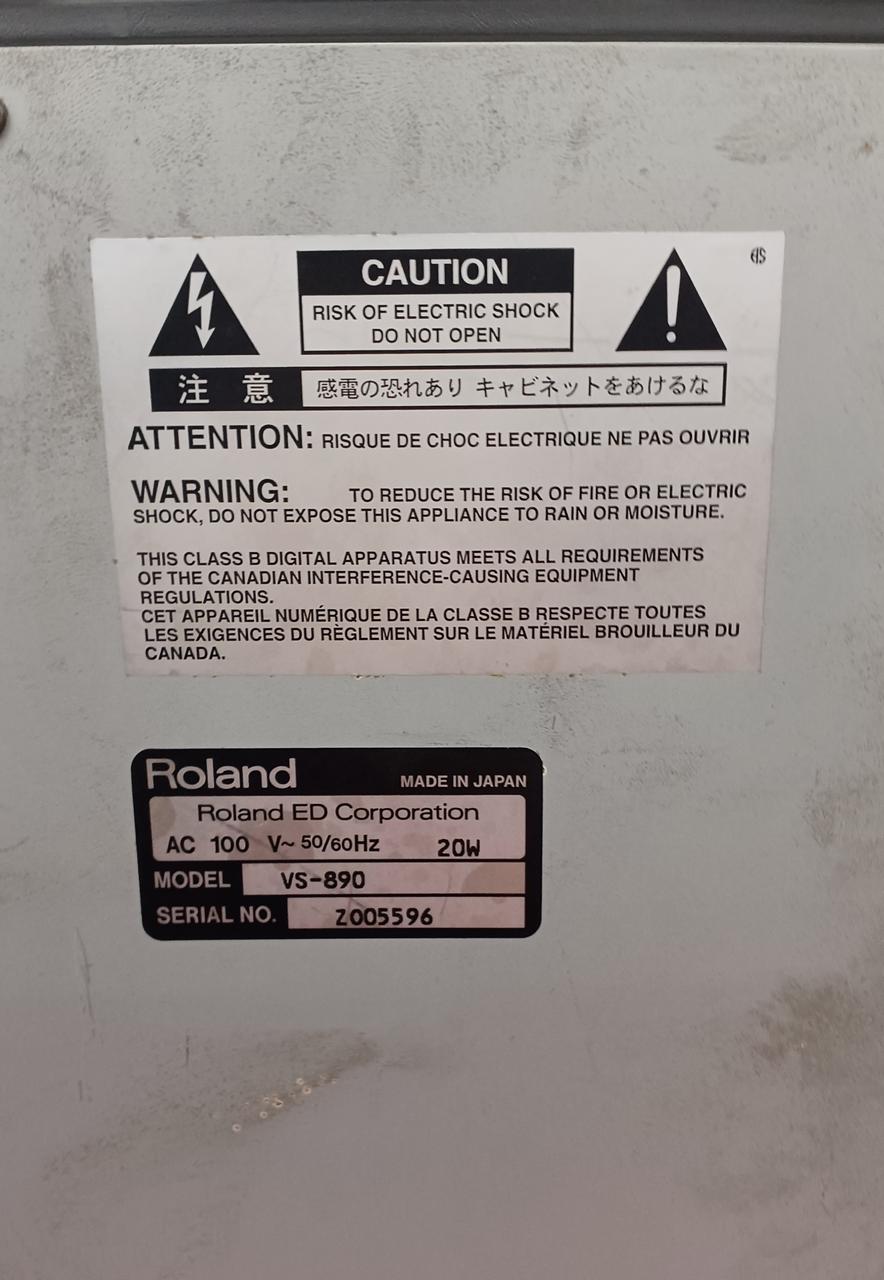 CAUTION
RISK OF ELECTRIC SHOCK
DO NOT OPEN
注 意 感電の恐れあり キャビネットをあけるな
ATTENTION: RISQUE DE CHOC ELECTRIQUE NE PAS OUVRIR
WARNING: TO REDUCE THE RISK OF FIRE OR ELECTRIC
SHOCK, DO NOT EXPOSE THIS APPLIANCE TO RAIN OR MOISTURE.
THIS CLASS B DIGITAL APPARATUS MEETS ALL REQUIREMENTS
OF THE CANADIAN INTERFERENCE-CAUSING EQUIPMENT
REGULATIONS.
CET APPAREIL NUMÉRIQUE DE LA CLASSE B RESPECTE TOUTES
LES EXIGENCES DU RÈGLEMENT SUR LE MATÉRIEL BROUILLEUR DU
CANADA.
Roland MADE IN JAPAN
Roland ED Corporation
AC 100 V~ 50/60Hz 20W
MODEL VS-890
SERIAL NO. Z005596